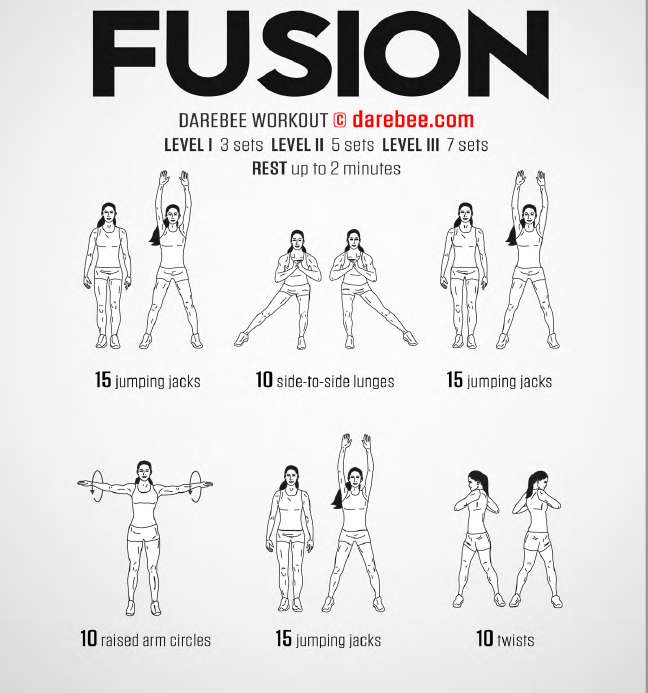 FUSION
DAREBEE WORKOUT © darebee.com
LEVEL I 3 sets LEVEL II 5 sets LEVEL III 7 sets
REST up to 2 minutes
15 jumping jacks
10 side-to-side lunges
15 jumping jacks
10 raised arm circles
15 jumping jacks
10 twists